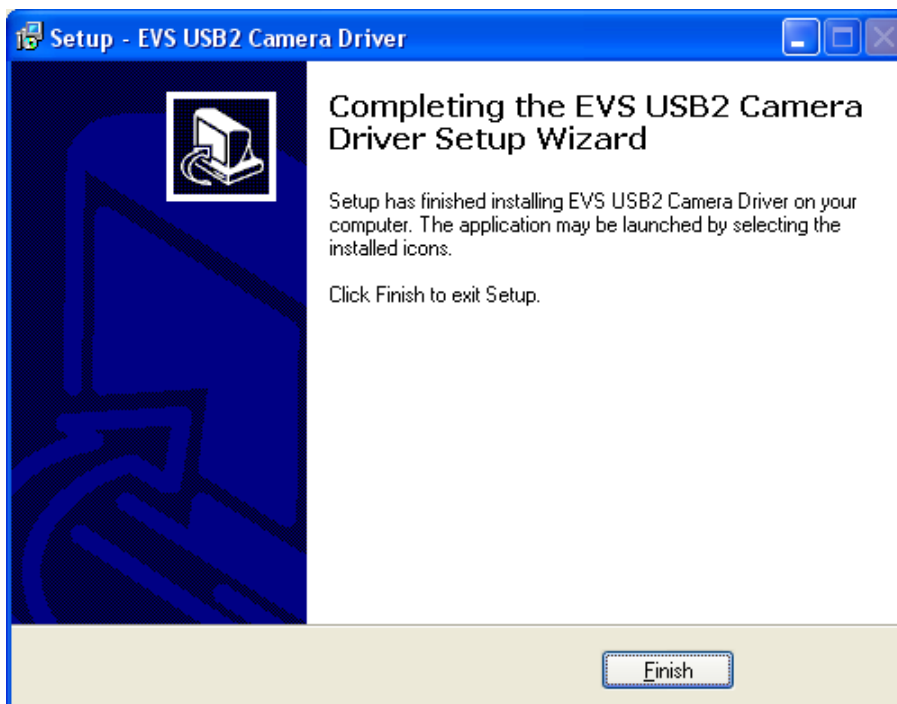 Setup - EVS USB2 Camera Driver
Completing the EVS USB2 Camera
Driver Setup Wizard
Setup has finished installing EVS USB2 Camera Driver on your
computer. The application may be launched by selecting the
installed icons.
Click Finish to exit Setup.
Finish